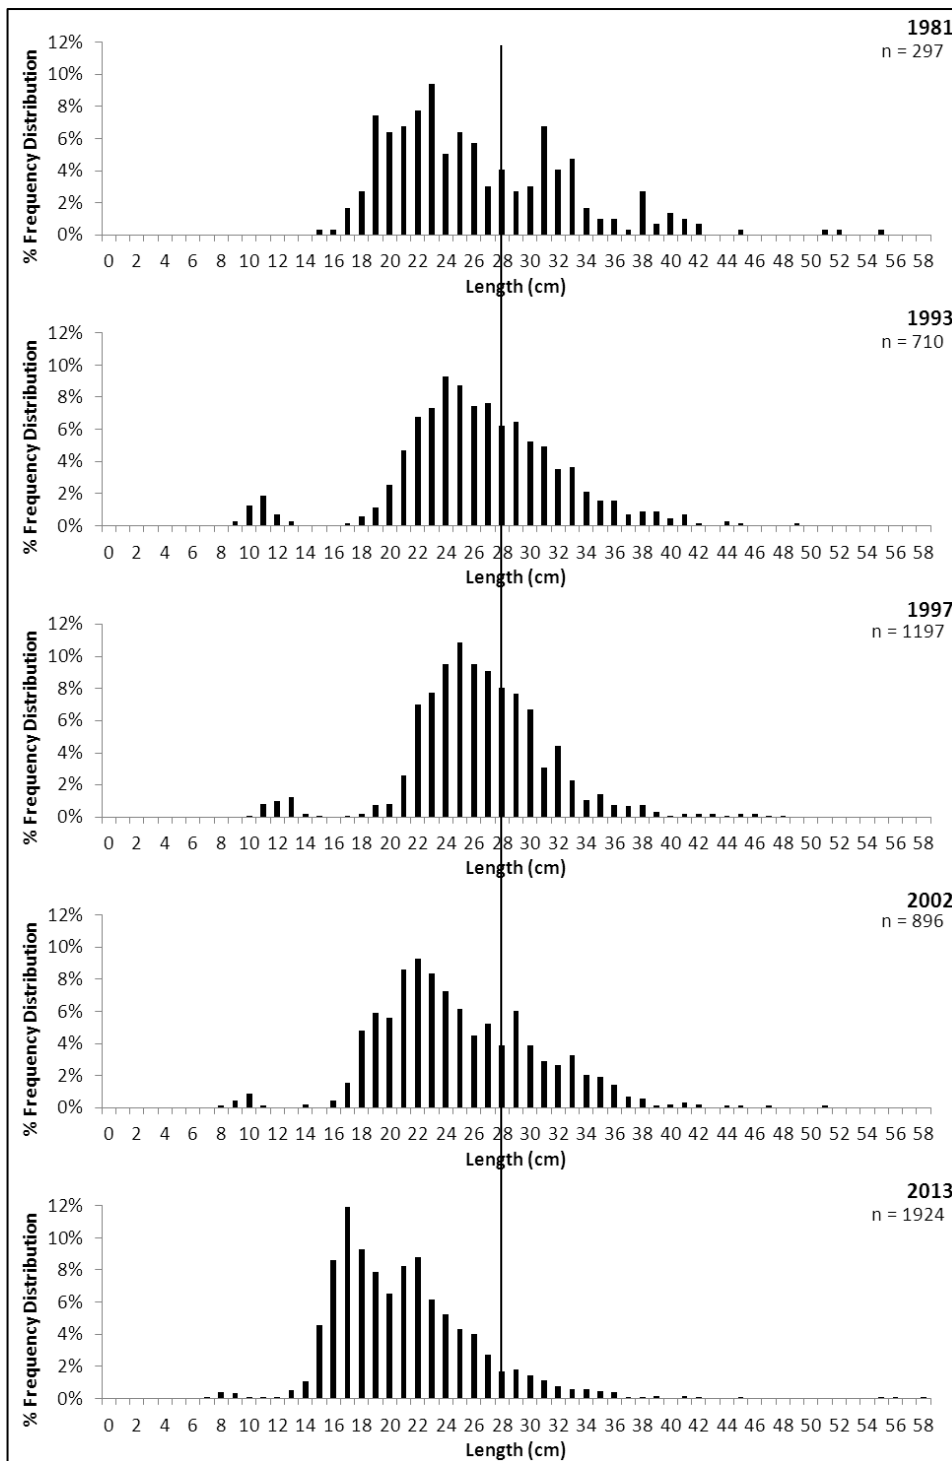 1981
n = 297
12%
10%
8%
6%
4%
2%
0%
% Frequency Distribution
0 2 4 6 8 10 12 14 16 18 20 22 24 26 28 30 32 34 36 38 40 42 44 46 48 50 52 54 56 58
Length (cm)
1993
n = 710
12%
10%
8%
6%
4%
2%
0%
% Frequency Distribution
0 2 4 6 8 10 12 14 16 18 20 22 24 26 28 30 32 34 36 38 40 42 44 46 48 50 52 54 56 58
Length (cm)
1997
n = 1197
12%
10%
8%
6%
4%
2%
0%
% Frequency Distribution
0 2 4 6 8 10 12 14 16 18 20 22 24 26 28 30 32 34 36 38 40 42 44 46 48 50 52 54 56 58
Length (cm)
2002
n = 896
12%
10%
8%
6%
4%
2%
0%
% Frequency Distribution
0 2 4 6 8 10 12 14 16 18 20 22 24 26 28 30 32 34 36 38 40 42 44 46 48 50 52 54 56 58
Length (cm)
2013
n = 1924
12%
10%
8%
6%
4%
2%
0%
% Frequency Distribution
0 2 4 6 8 10 12 14 16 18 20 22 24 26 28 30 32 34 36 38 40 42 44 46 48 50 52 54 56 58
Length (cm)